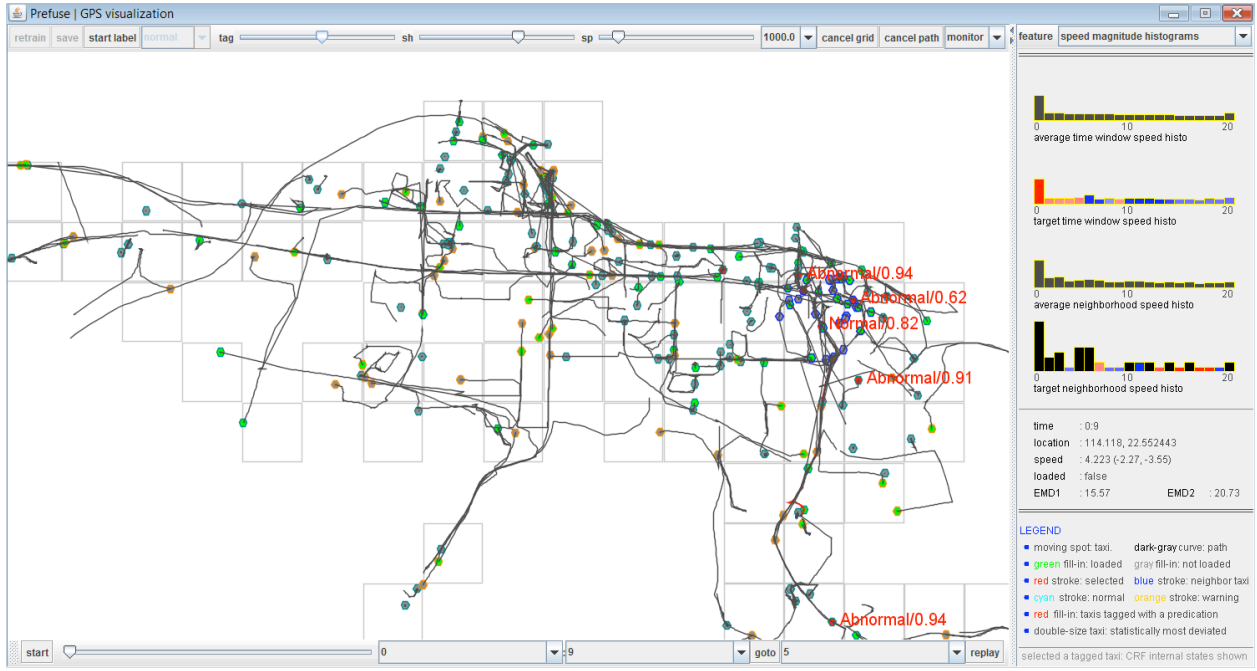 Prefuse | GPS visualization
retrain save start label normal tag sh sp 1000.0 cancel grid cancel path monitor feature speed magnitude histograms
0 10 20
average time window speed histo
0 10 20
target time window speed histo
0 10 20
average neighborhood speed histo
0 10 20
target neighborhood speed histo
Abnormal/0.94
Abnormal/0.62
Normal/0.82
Abnormal/0.91
Abnormal/0.94
time : 0:9
location : 114.118, 22.552443
speed : 4.223 (-2.27, -3.55)
loaded : false
EMD1 : 15.57 EMD2 : 20.73
LEGEND
moving spot: taxi. dark-gray curve: path
green fill-in: loaded gray fill-in: not loaded
red stroke: selected blue stroke: neighbor taxi
cyan stroke: normal orange stroke: warning
red fill-in: taxis tagged with a predication
double-size taxi: statistically most deviated
selected a tagged taxi: CRF internal states shown
start 0 : 9 goto 5 replay